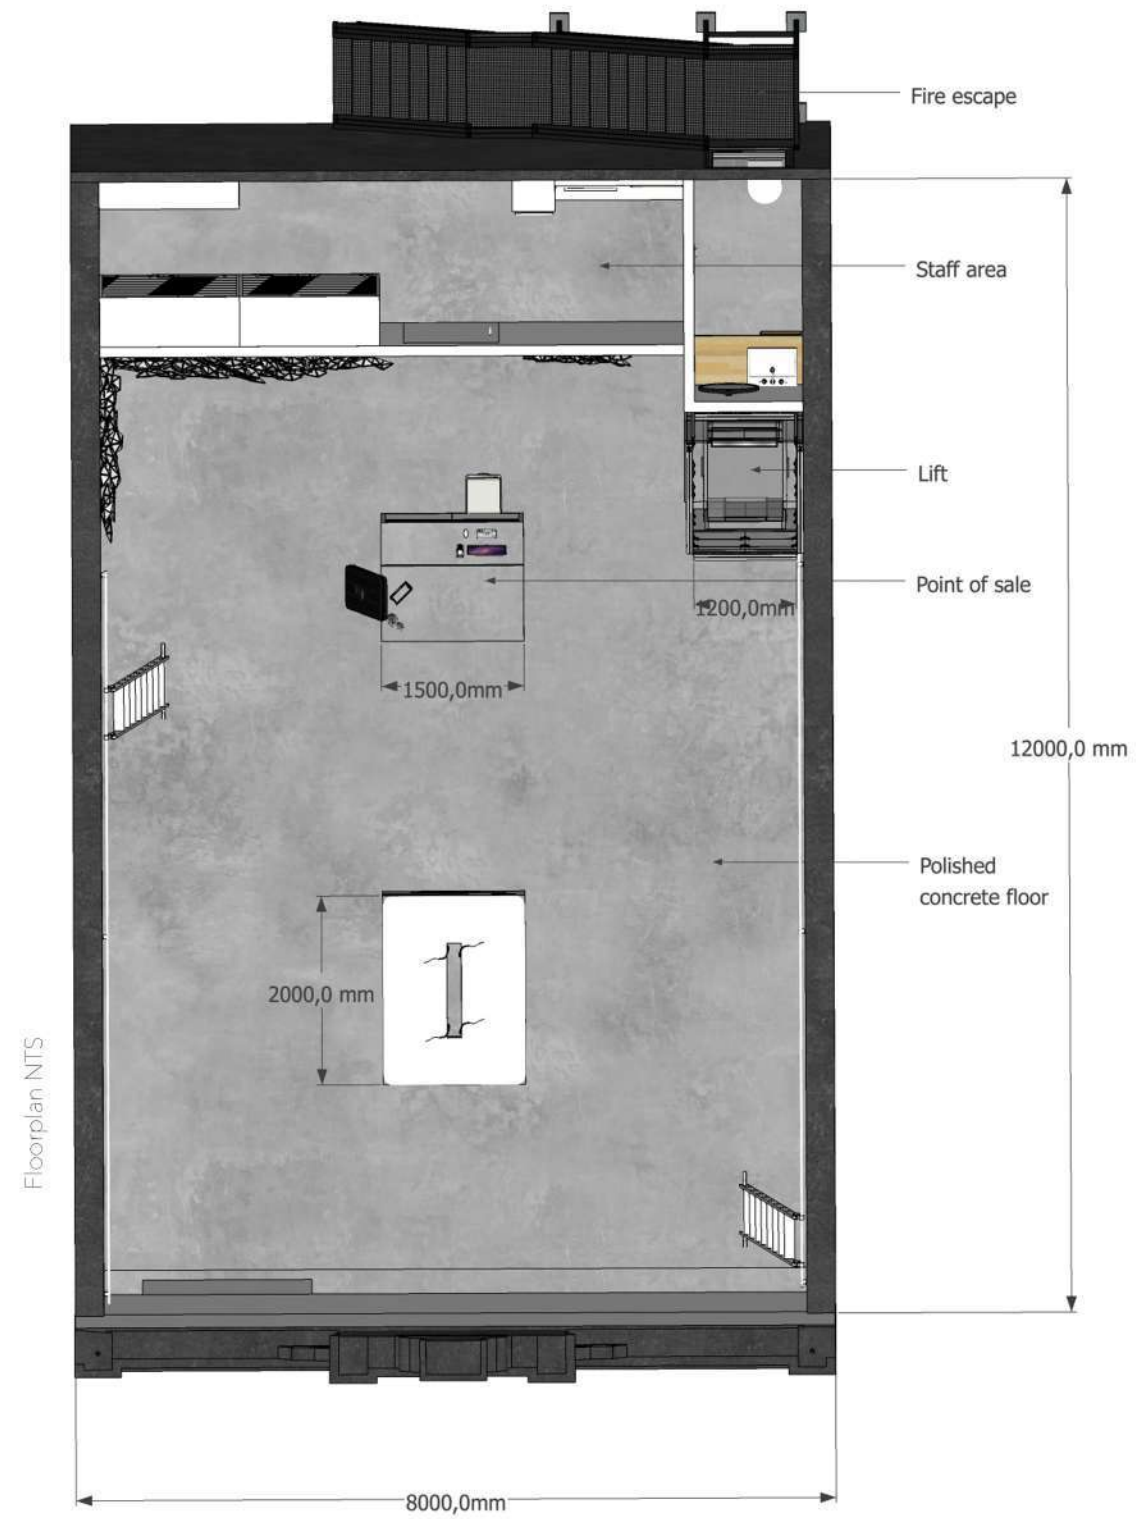 Fire escape
Staff area
Lift
Point of sale
1200,0mm
1500,0mm
12000,0 mm
Polished
concrete floor
2000,0 mm
Floorplan NTS
8000,0mm